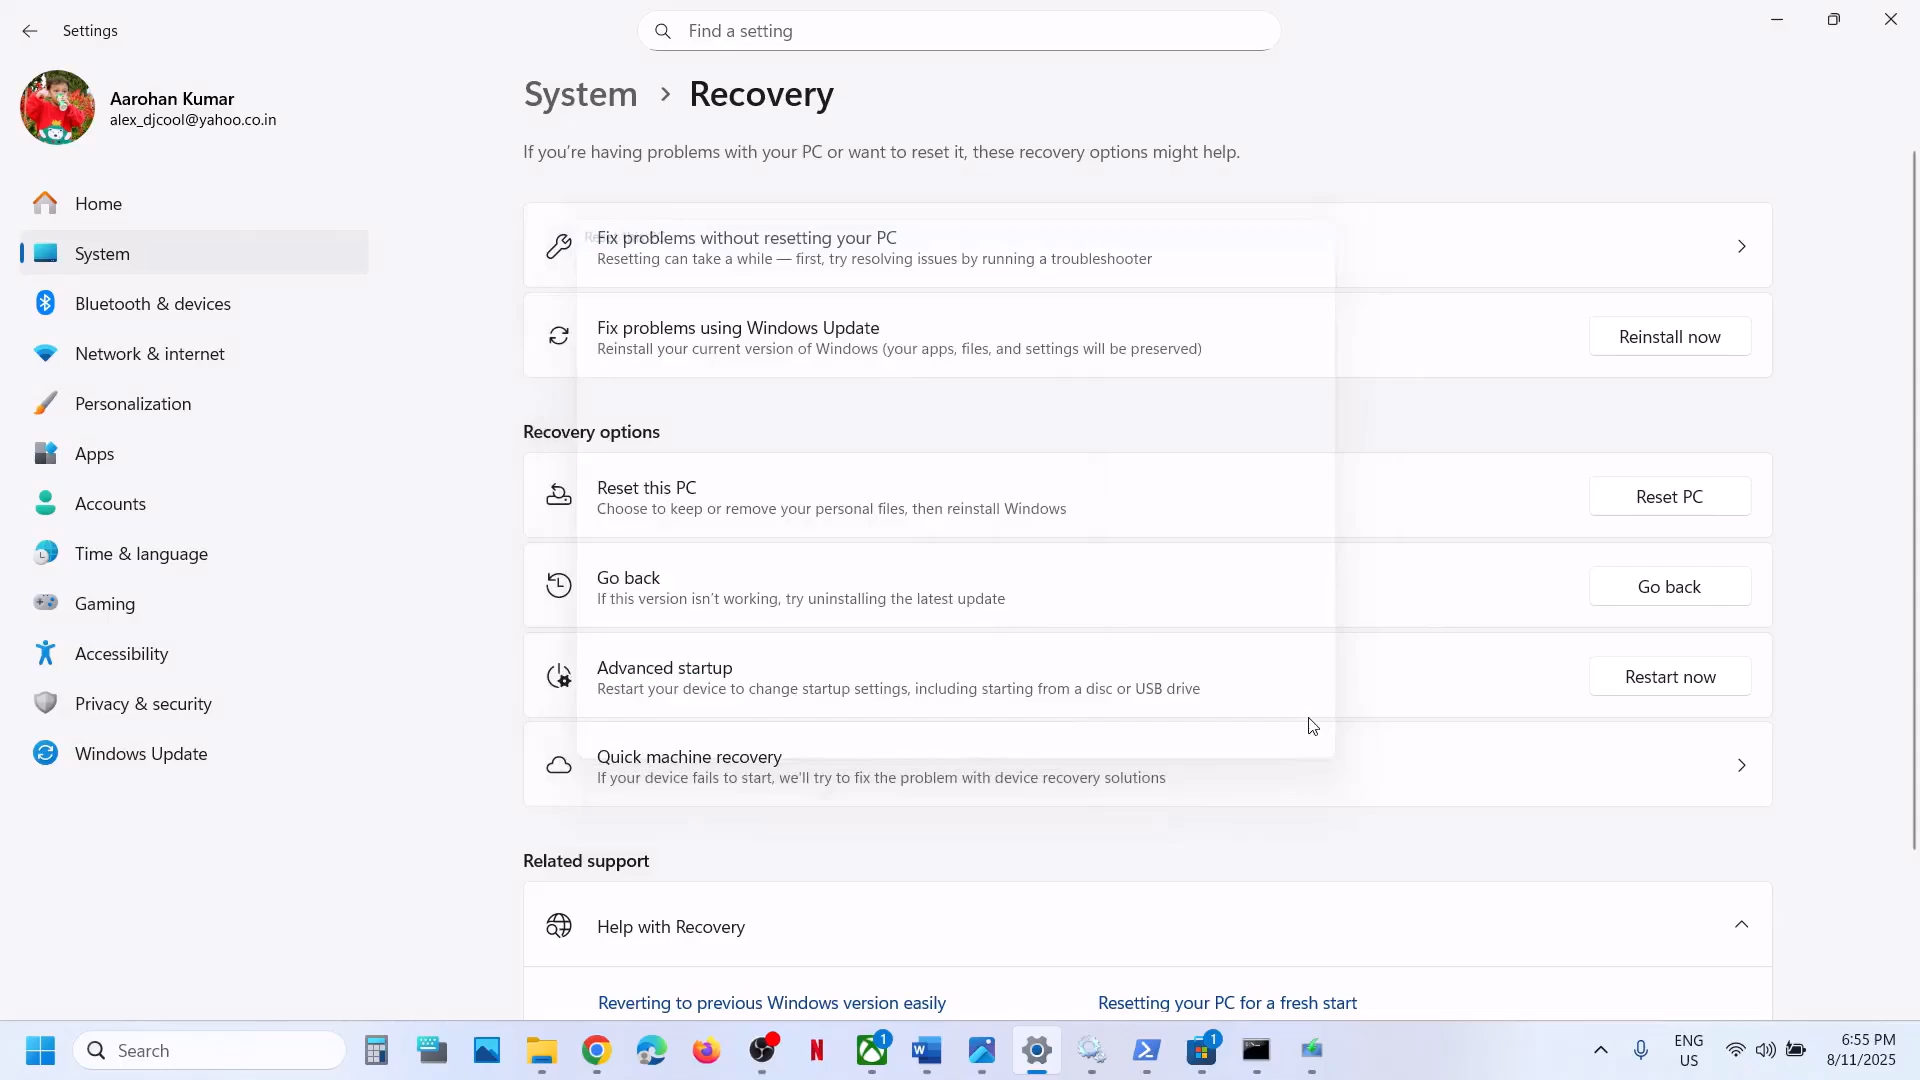 Settings
Find a setting
Aarohan Kumar
alex_djcool@yahoo.co.in
Home
System
Bluetooth & devices
Network & internet
Personalization
Apps
Accounts
Time & language
Gaming
Accessibility
Privacy & security
Windows Update
System > Recovery
If you're having problems with your PC or want to reset it, these recovery options might help.
Fix problems without resetting your PC
Resetting can take a while — first, try resolving issues by running a troubleshooter
Fix problems using Windows Update
Reinstall your current version of Windows (your apps, files, and settings will be preserved)
Reinstall now
Recovery options
Reset this PC
Choose to keep or remove your personal files, then reinstall Windows
Reset PC
Go back
If this version isn't working, try uninstalling the latest update
Go back
Advanced startup
Restart your device to change startup settings, including starting from a disc or USB drive
Restart now
Quick machine recovery
If your device fails to start, we'll try to fix the problem with device recovery solutions
Related support
Help with Recovery
Reverting to previous Windows version easily
Resetting your PC for a fresh start
Search
1
1
ENG
US
6:55 PM
8/11/2025